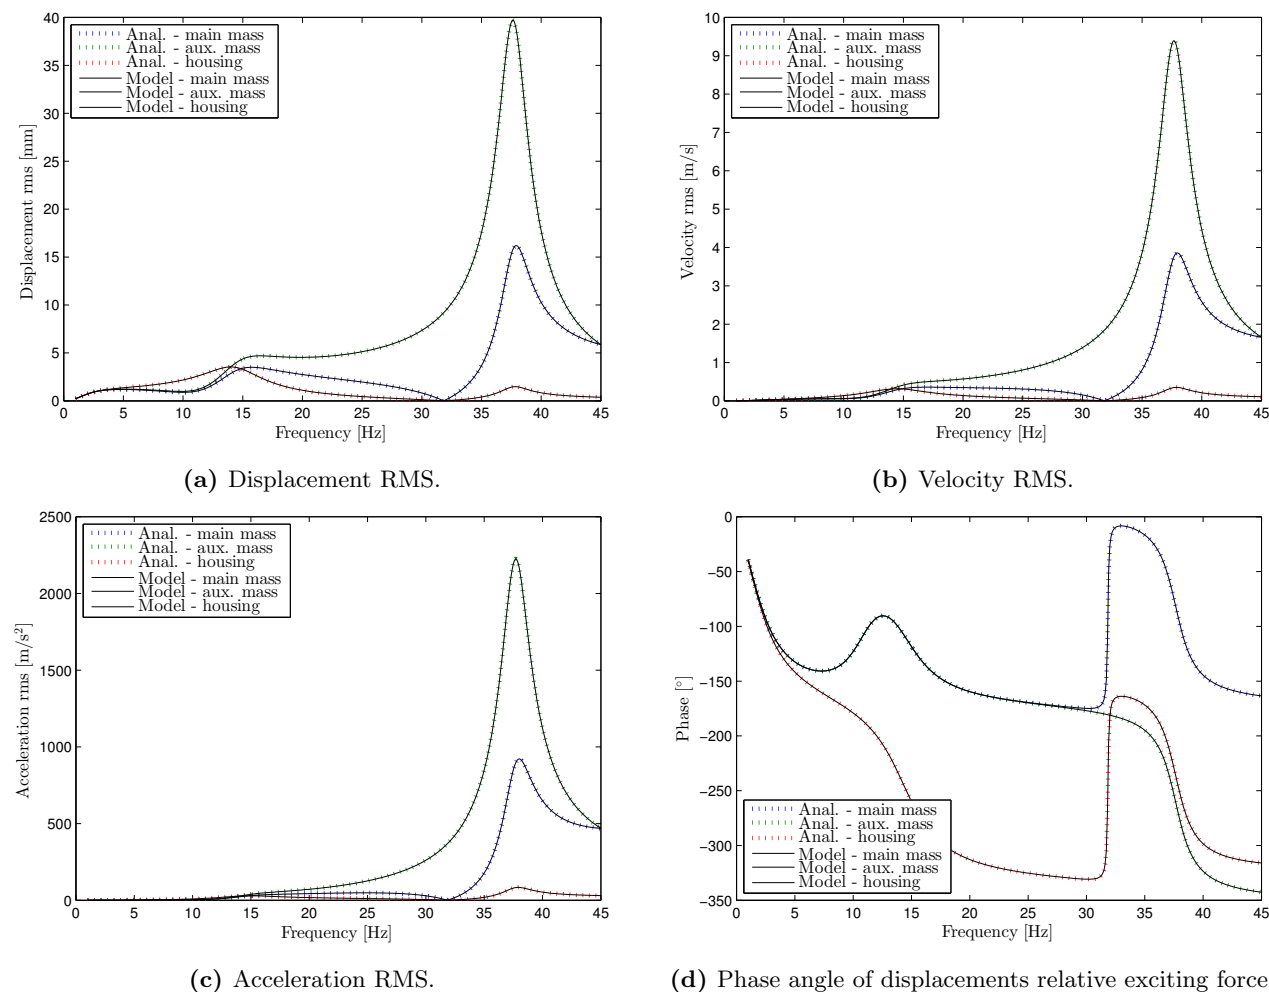 40
35
30
25
20
15
10
5
0
Displacement rms [mm]
Anal. - main mass
Anal. - aux. mass
Anal. - housing
Model - main mass
Model - aux. mass
Model - housing
0 5 10 15 20 25 30 35 40 45
Frequency [Hz]
(a) Displacement RMS.
10
9
8
7
6
5
4
3
2
1
0
Velocity rms [m/s]
Anal. - main mass
Anal. - aux. mass
Anal. - housing
Model - main mass
Model - aux. mass
Model - housing
0 5 10 15 20 25 30 35 40 45
Frequency [Hz]
(b) Velocity RMS.
2500
2000
1500
1000
500
0
Acceleration rms [m/s²]
Anal. - main mass
Anal. - aux. mass
Anal. - housing
Model - main mass
Model - aux. mass
Model - housing
0 5 10 15 20 25 30 35 40 45
Frequency [Hz]
(c) Acceleration RMS.
0
−50
−100
−150
−200
−250
−300
−350
Phase [°]
Anal. - main mass
Anal. - aux. mass
Anal. - housing
Model - main mass
Model - aux. mass
Model - housing
0 5 10 15 20 25 30 35 40 45
Frequency [Hz]
(d) Phase angle of displacements relative exciting force